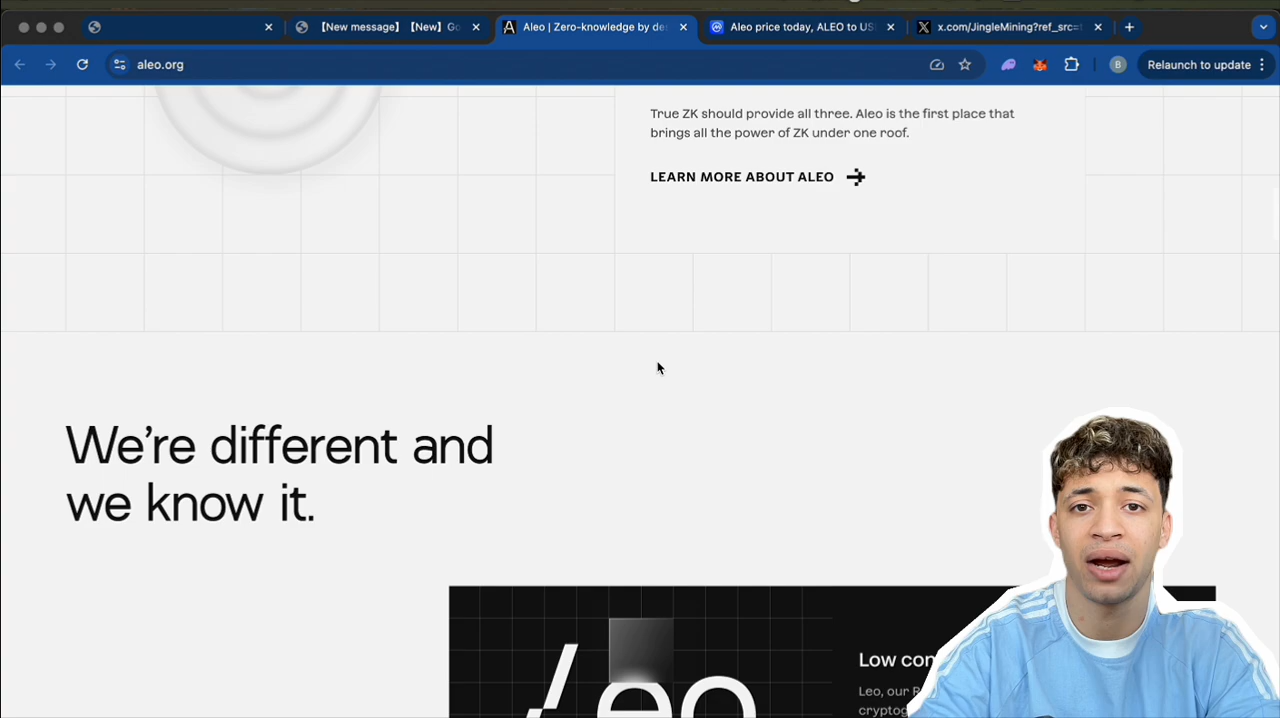 【New message】 【New】 Go
Aleo | Zero-knowledge by de
Aleo price today, ALEO to US
x.com/JingleMining?ref_src=
aleo.org
B
Relaunch to update
True ZK should provide all three. Aleo is the first place that
brings all the power of ZK under one roof.
LEARN MORE ABOUT ALEO
We're different and
we know it.
Leo
Low con
Leo, our R
cryptog